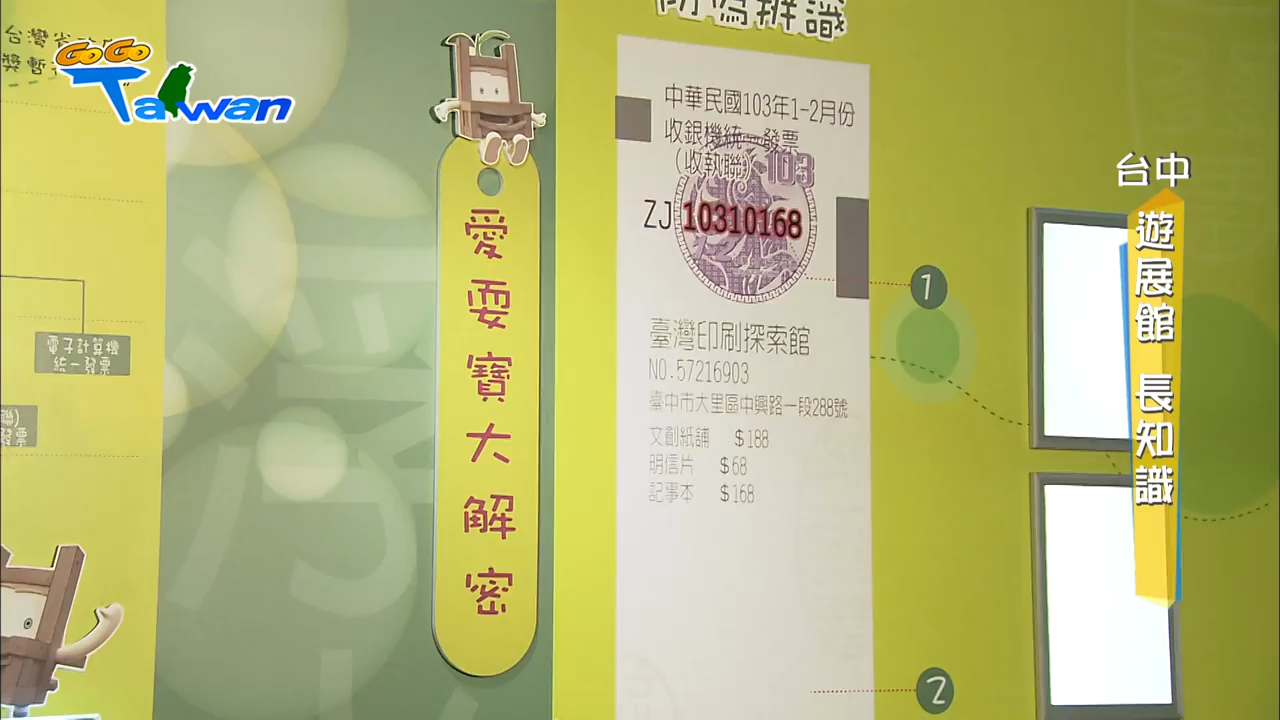 GoGo
Taiwan
愛耍寶大解密
防偽辨識
中華民國103年1-2月份
收銀機統一發票
(收執聯)
103
ZJ 10310168
臺灣印刷探索館
NO.57216903
臺中市大里區中興路一段288號
文創紙舖 $188
明信片 $68
記事本 $168
1
2
電子計算機
統一發票
台中
遊展館 長知識